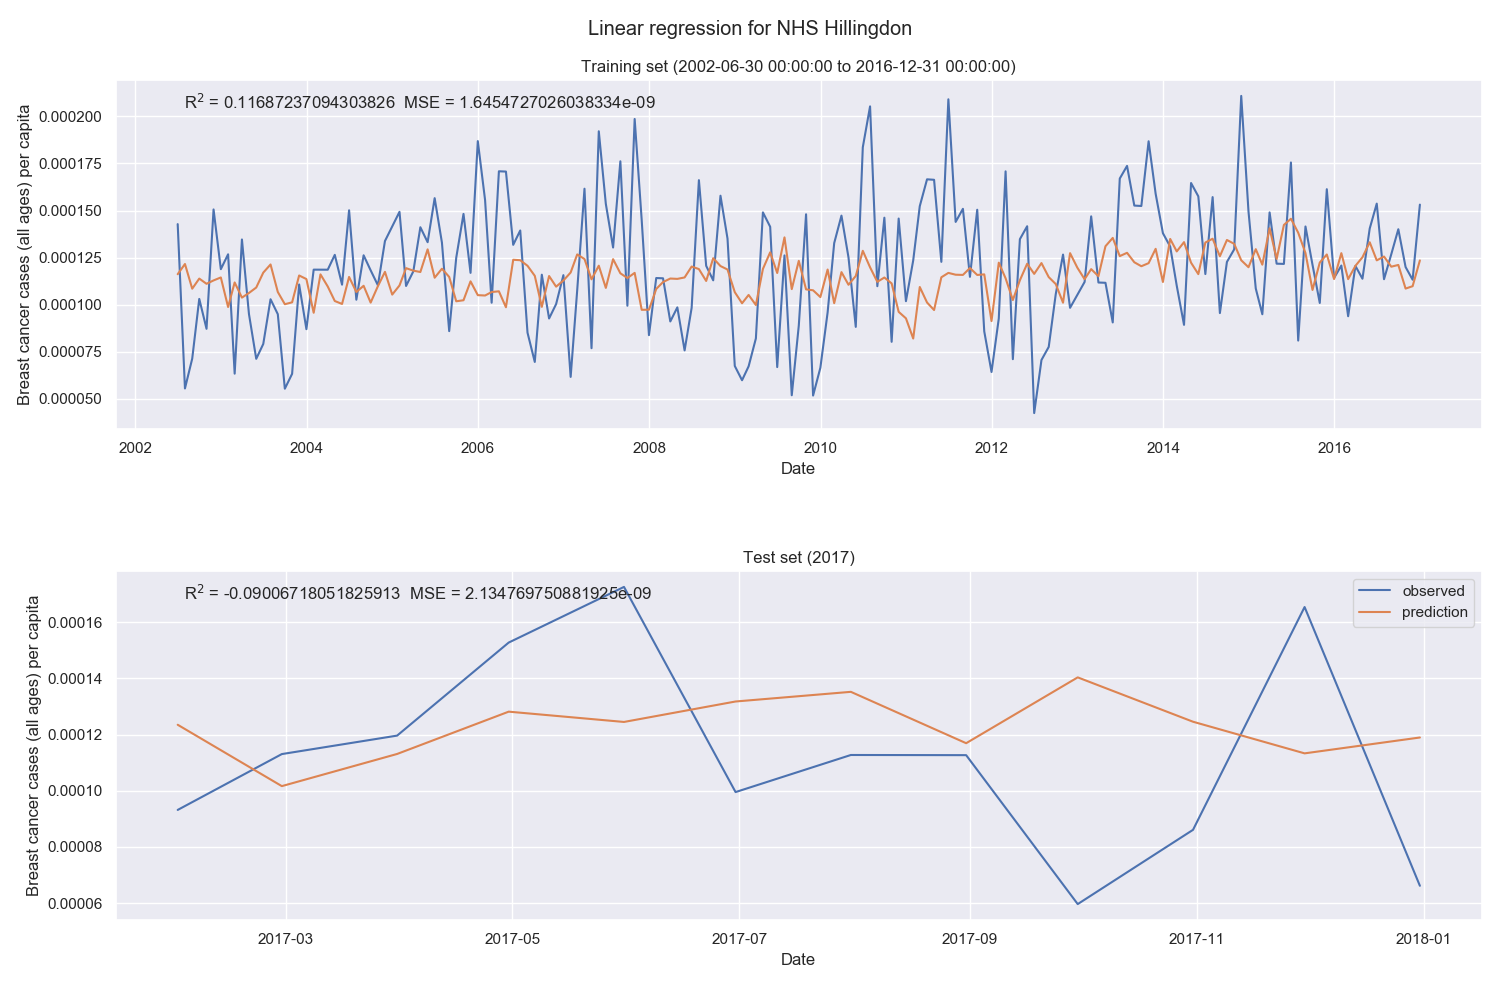 Linear regression for NHS Hillingdon
Training set (2002-06-30 00:00:00 to 2016-12-31 00:00:00)
R² = 0.11687237094303826 MSE = 1.6454727026038334e-09
Breast cancer cases (all ages) per capita
0.000200
0.000175
0.000150
0.000125
0.000100
0.000075
0.000050
2002 2004 2006 2008 2010 2012 2014 2016
Date
Test set (2017)
R² = -0.09006718051825913 MSE = 2.134769750881925e-09
observed
prediction
Breast cancer cases (all ages) per capita
0.00016
0.00014
0.00012
0.00010
0.00008
0.00006
2017-03 2017-05 2017-07 2017-09 2017-11 2018-01
Date